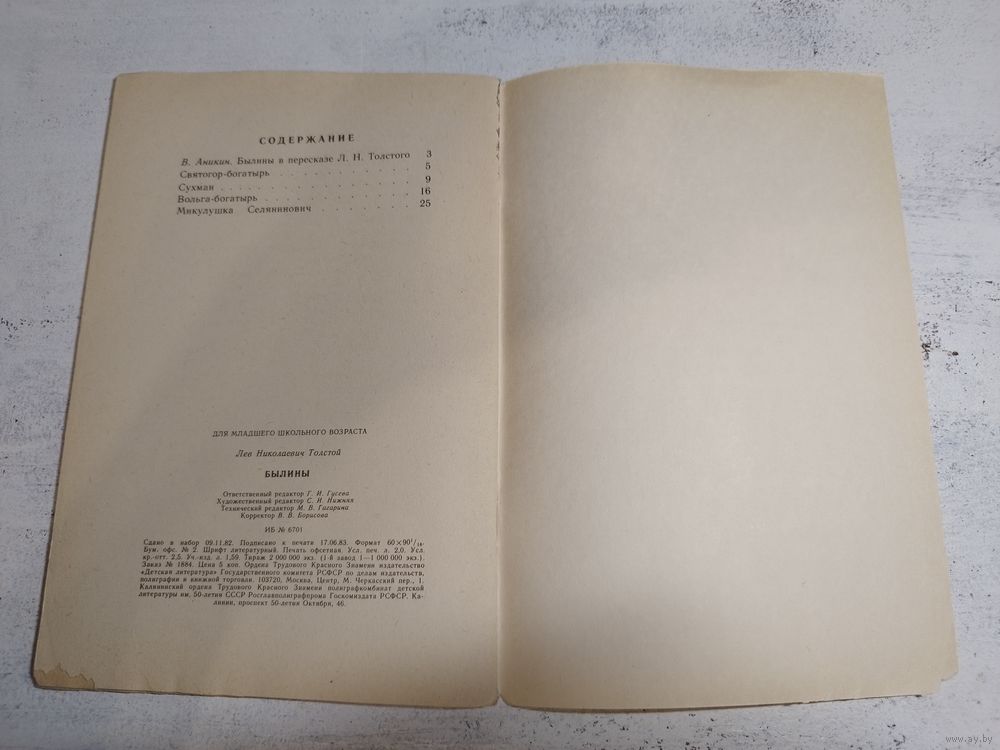 СОДЕРЖАНИЕ
В. Аникин. Былины в пересказе Л. Н. Толстого 3
Святогор-богатырь . . . . . . . . . . . 5
Сухман . . . . . . . . . . . . . . . 9
Вольга-богатырь . . . . . . . . . . . . 16
Микулушка Селянинович . . . . . . . 25
ДЛЯ МЛАДШЕГО ШКОЛЬНОГО ВОЗРАСТА
Лев Николаевич Толстой
БЫЛИНЫ
Ответственный редактор Г. И. Гусева
Художественный редактор С. И. Нижняя
Технический редактор М. В. Гагарина
Корректор В. В. Борисова
ИБ № 6701
Сдано в набор 09.11.82. Подписано к печати 17.06.83. Формат 60×90¹/₁₆.
Бум. офс. № 2. Шрифт литературный. Печать офсетная. Усл. печ. л. 2,0. Усл.
кр.-отт. 2,5. Уч.-изд. л. 1,59. Тираж 2 000 000 экз. (1-й завод 1—1 000 000 экз.).
Заказ № 1884. Цена 5 коп. Ордена Трудового Красного Знамени издательство
«Детская литература» Государственного комитета РСФСР по делам издательств,
полиграфии и книжной торговли. 103720, Москва, Центр, М. Черкасский пер., 1.
Калининский ордена Трудового Красного Знамени полиграфкомбинат детской
литературы им. 50-летия СССР Росглавполиграфпрома Госкомиздата РСФСР. Ка-
линин, проспект 50-летия Октября, 46.
www.ay.by